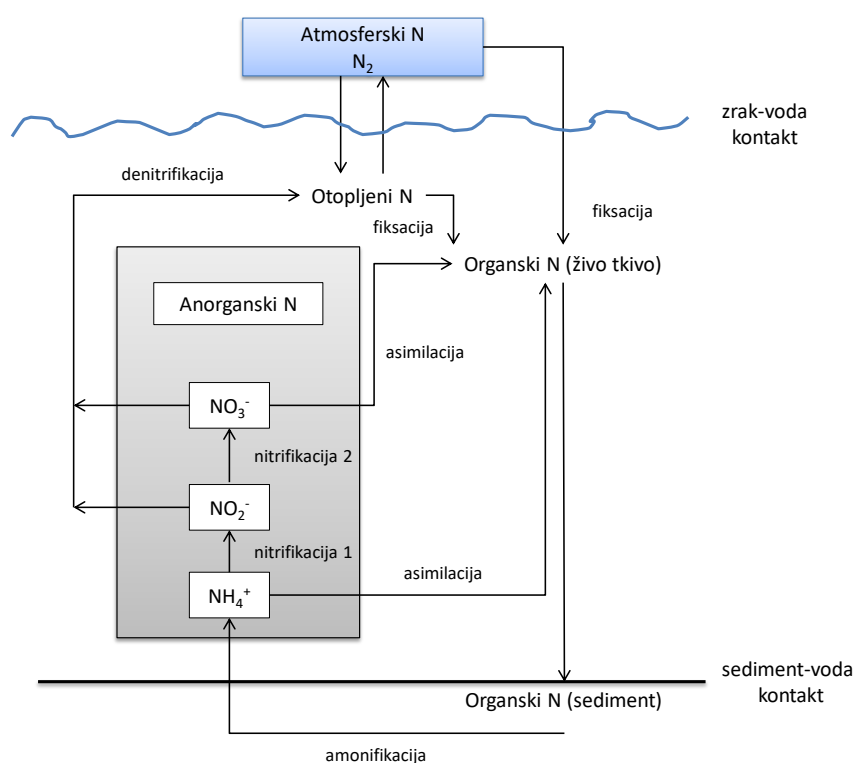 Atmosferski N
N₂
zrak-voda
kontakt
denitrifikacija
Otopljeni N
fiksacija
fiksacija
Organski N (živo tkivo)
Anorganski N
asimilacija
NO₃⁻
nitrifikacija 2
NO₂⁻
nitrifikacija 1
asimilacija
NH₄⁺
sediment-voda
kontakt
Organski N (sediment)
amonifikacija